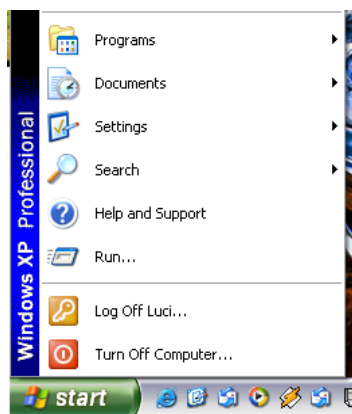 Programs
Documents
Settings
Search
Help and Support
Run...
Log Off Luci...
Turn Off Computer...
Windows XP Professional
start